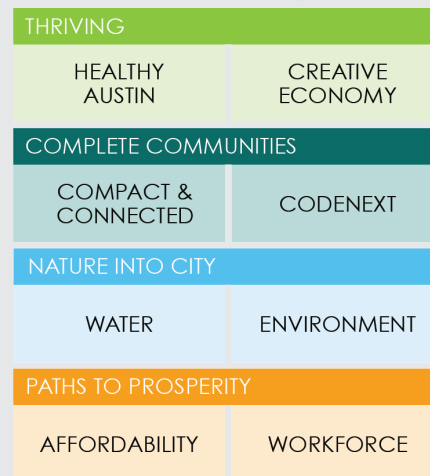 THRIVING
HEALTHY
AUSTIN
CREATIVE
ECONOMY
COMPLETE COMMUNITIES
COMPACT &
CONNECTED
CODENEXT
NATURE INTO CITY
WATER
ENVIRONMENT
PATHS TO PROSPERITY
AFFORDABILITY
WORKFORCE